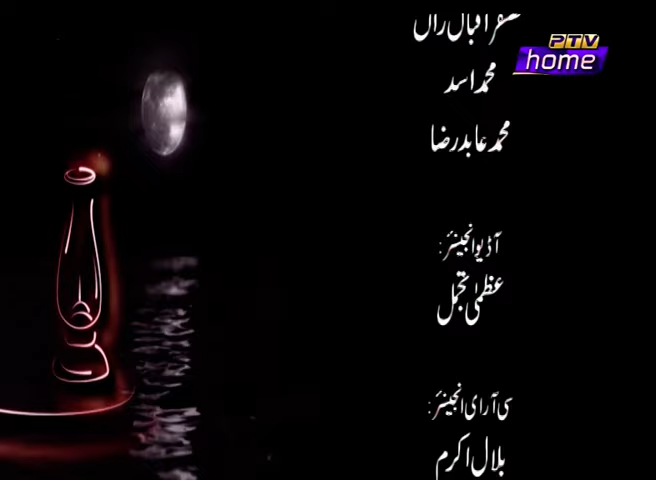 PTV
home
محمد اسد
محمد عابد رضا
آڈیو انجینئر:
عظمیٰ تجمل
سی آر ای انجینئر:
بلال اکرم